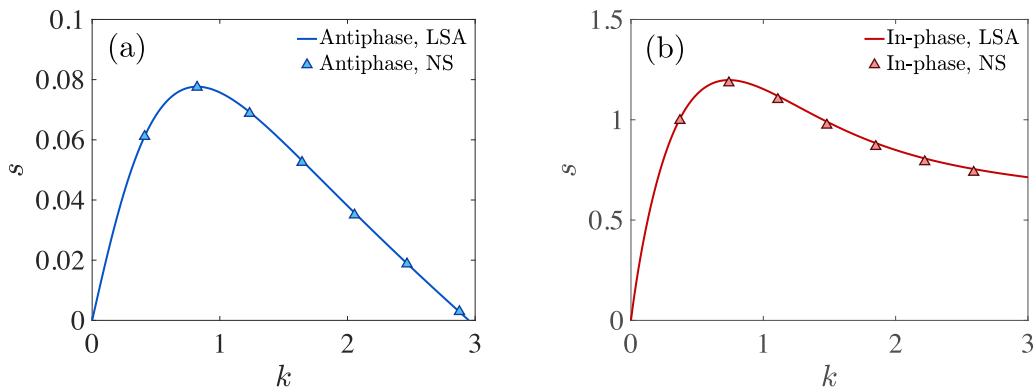 (a)
Antiphase, LSA
Antiphase, NS
0.1
0.08
0.06
0.04
0.02
0
s
0
1
2
3
k
(b)
In-phase, LSA
In-phase, NS
1.5
1
0.5
0
s
0
1
2
3
k